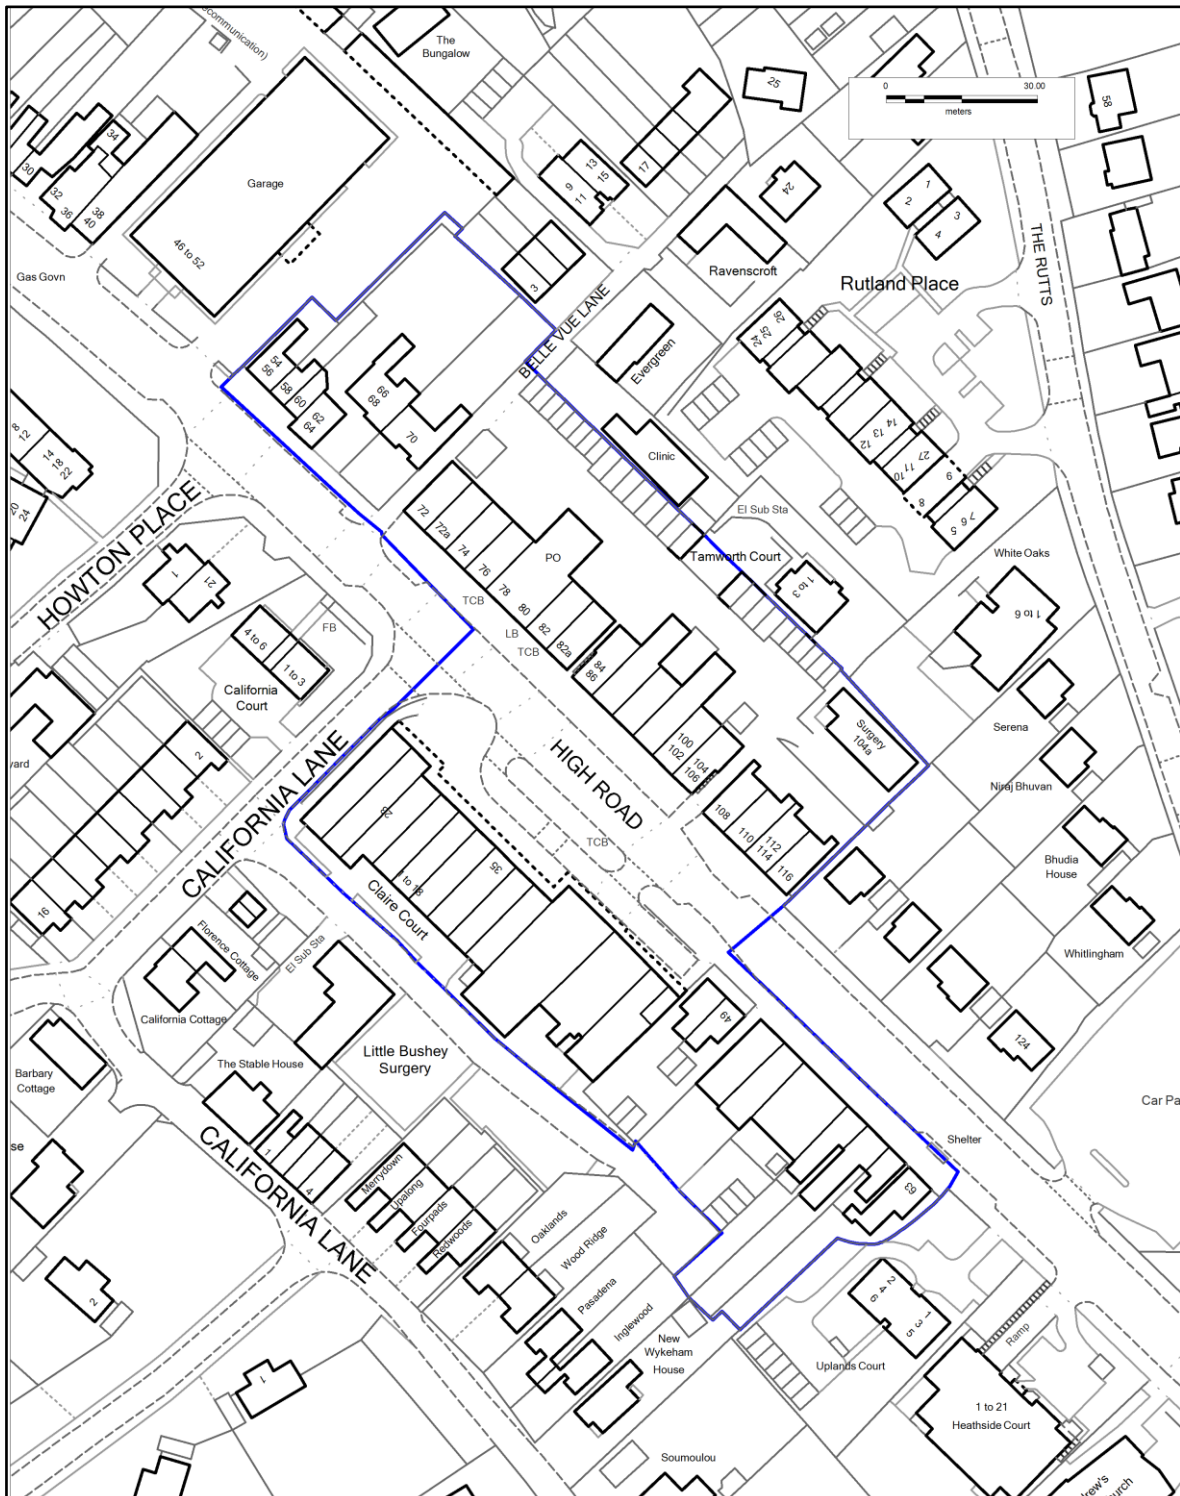 ocommunication)
The
Bungalow
25
0
30.00
meters
58
34
30
32
36
38
40
Garage
46 to 52
Gas Govn
13
15
9
11
17
24
1
2
3
4
THE RUTTS
Ravenscroft
Rutland Place
3
BELLE VUE LANE
Evergreen
26
25
24
54
56
58
60
62
64
66
68
70
8
12
14
18
22
20
24
Clinic
14
13
12
27
11
10
9
8
7
6
5
HOWTON PLACE
72
72a
74
76
78
80
82
82a
PO
El Sub Sta
Tamworth Court
1 to 3
White Oaks
1 to 6
1
21
TCB
LB
TCB
FB
4 to 6
1 to 3
California
Court
84
86
100
102
104
106
Surgery
104a
Serena
Niraj Bhuvan
yard
2
16
CALIFORNIA LANE
HIGH ROAD
TCB
23
35
1 to 18
Claire Court
108
110
112
114
116
Bhudia
House
Whitlingham
124
Florence Cottage
El Sub Sta
California Cottage
Barbary
Cottage
The Stable House
Little Bushey
Surgery
49
Car Pa
Shelter
se
CALIFORNIA LANE
1
4
Merrydown
Upalong
Fourpads
Redwoods
63
Oaklands
Wood Ridge
Pasadena
Inglewood
New
Wykeham
House
2
4
6
1
3
5
Uplands Court
Ramp
2
1
1 to 21
Heathside Court
Soumoulou
drew's
hurch